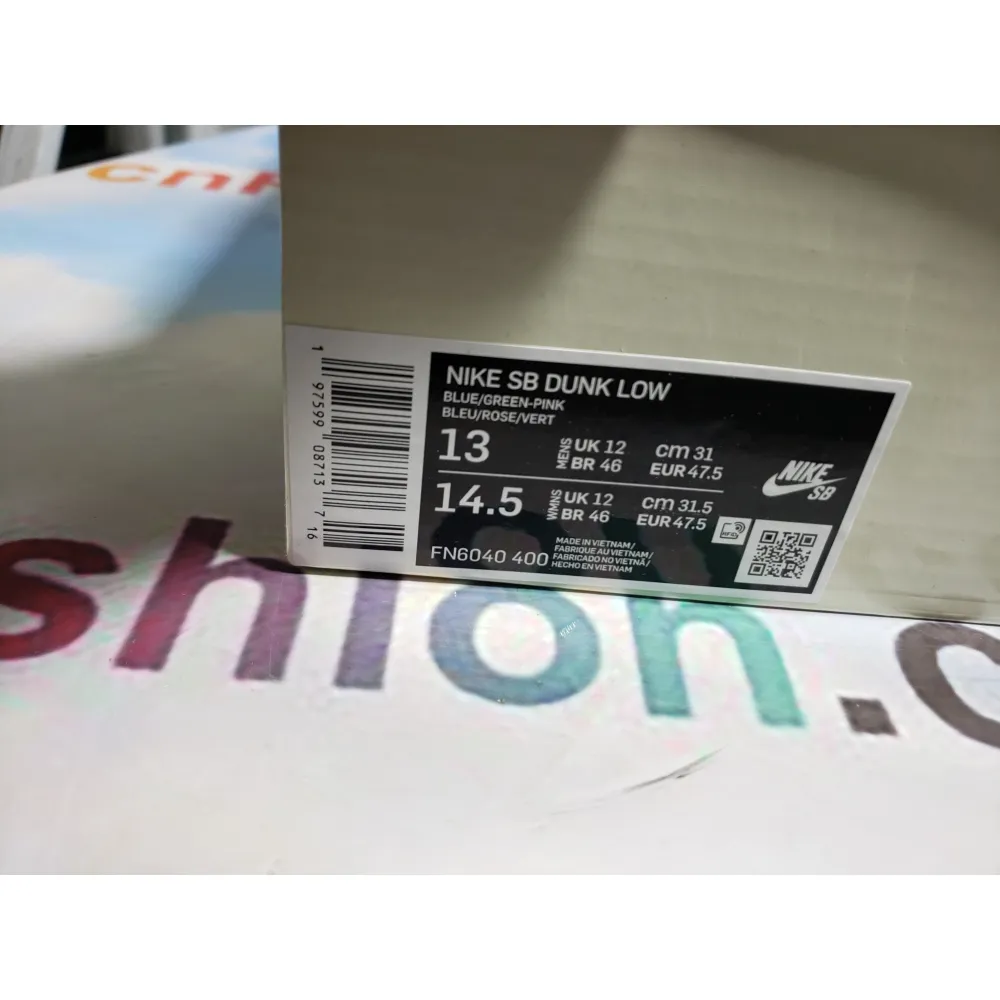 cnF
1 97599 08713 7 16
NIKE SB DUNK LOW
BLUE/GREEN-PINK
BLEU/ROSE/VERT
13 MENS UK 12 cm 31
BR 46 EUR 47.5
14.5 WMNS UK 12 cm 31.5
BR 46 EUR 47.5
FN6040 400
MADE IN VIETNAM/
FABRIQUE AU VIETNAM/
FABRICADO NO VIETNÃ/
HECHO EN VIETNAM
NIKE
SB
RFID
shion.c